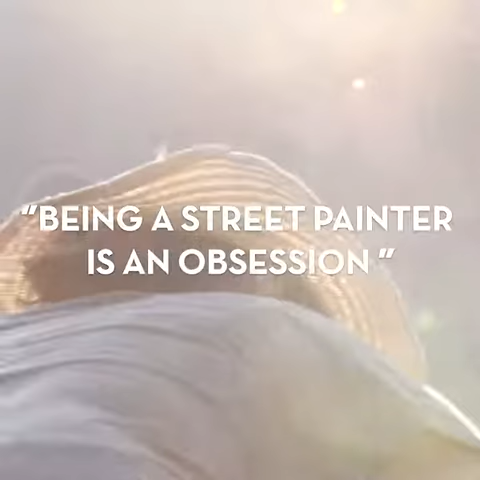 "BEING A STREET PAINTER
IS AN OBSESSION "